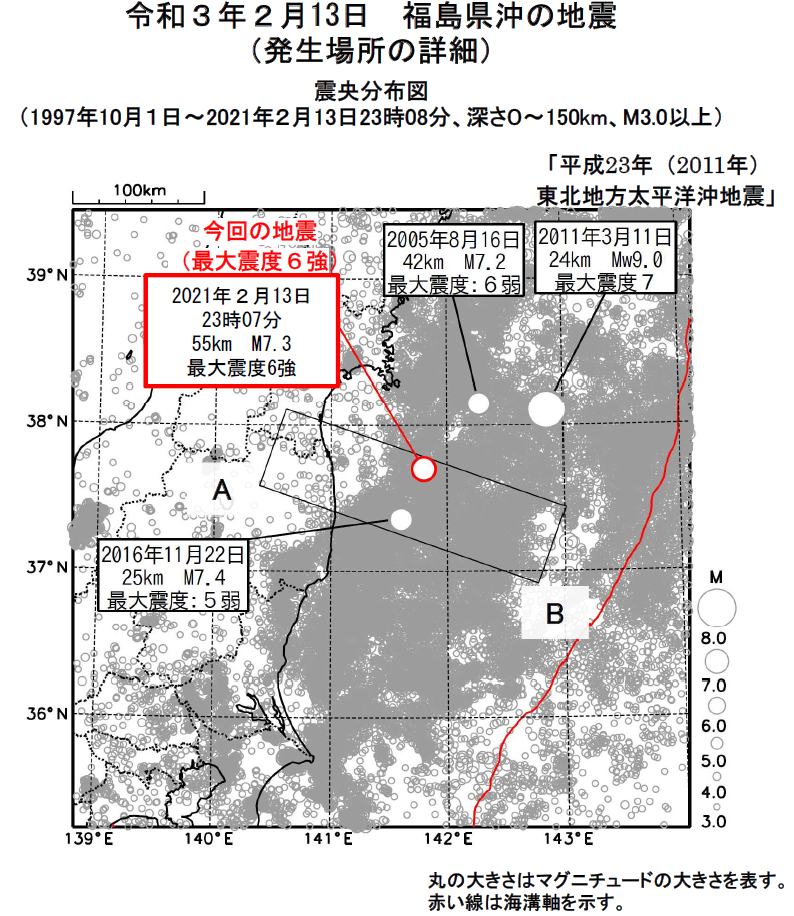 令和３年２月13日　福島県沖の地震
（発生場所の詳細）
震央分布図
（1997年10月１日～2021年２月13日23時08分、深さ0～150km、M3.0以上）
「平成23年（2011年）
東北地方太平洋沖地震」
100km
今回の地震
（最大震度６強）
2021年２月13日
23時07分
55km M7.3
最大震度6強
2005年8月16日
42km M7.2
最大震度：６弱
2011年3月11日
24km Mw9.0
最大震度７
39°N
38°N
A
2016年11月22日
25km M7.4
最大震度：５弱
37°N
B
36°N
M
8.0
7.0
6.0
5.0
4.0
3.0
139°E
140°E
141°E
142°E
143°E
丸の大きさはマグニチュードの大きさを表す。
赤い線は海溝軸を示す。